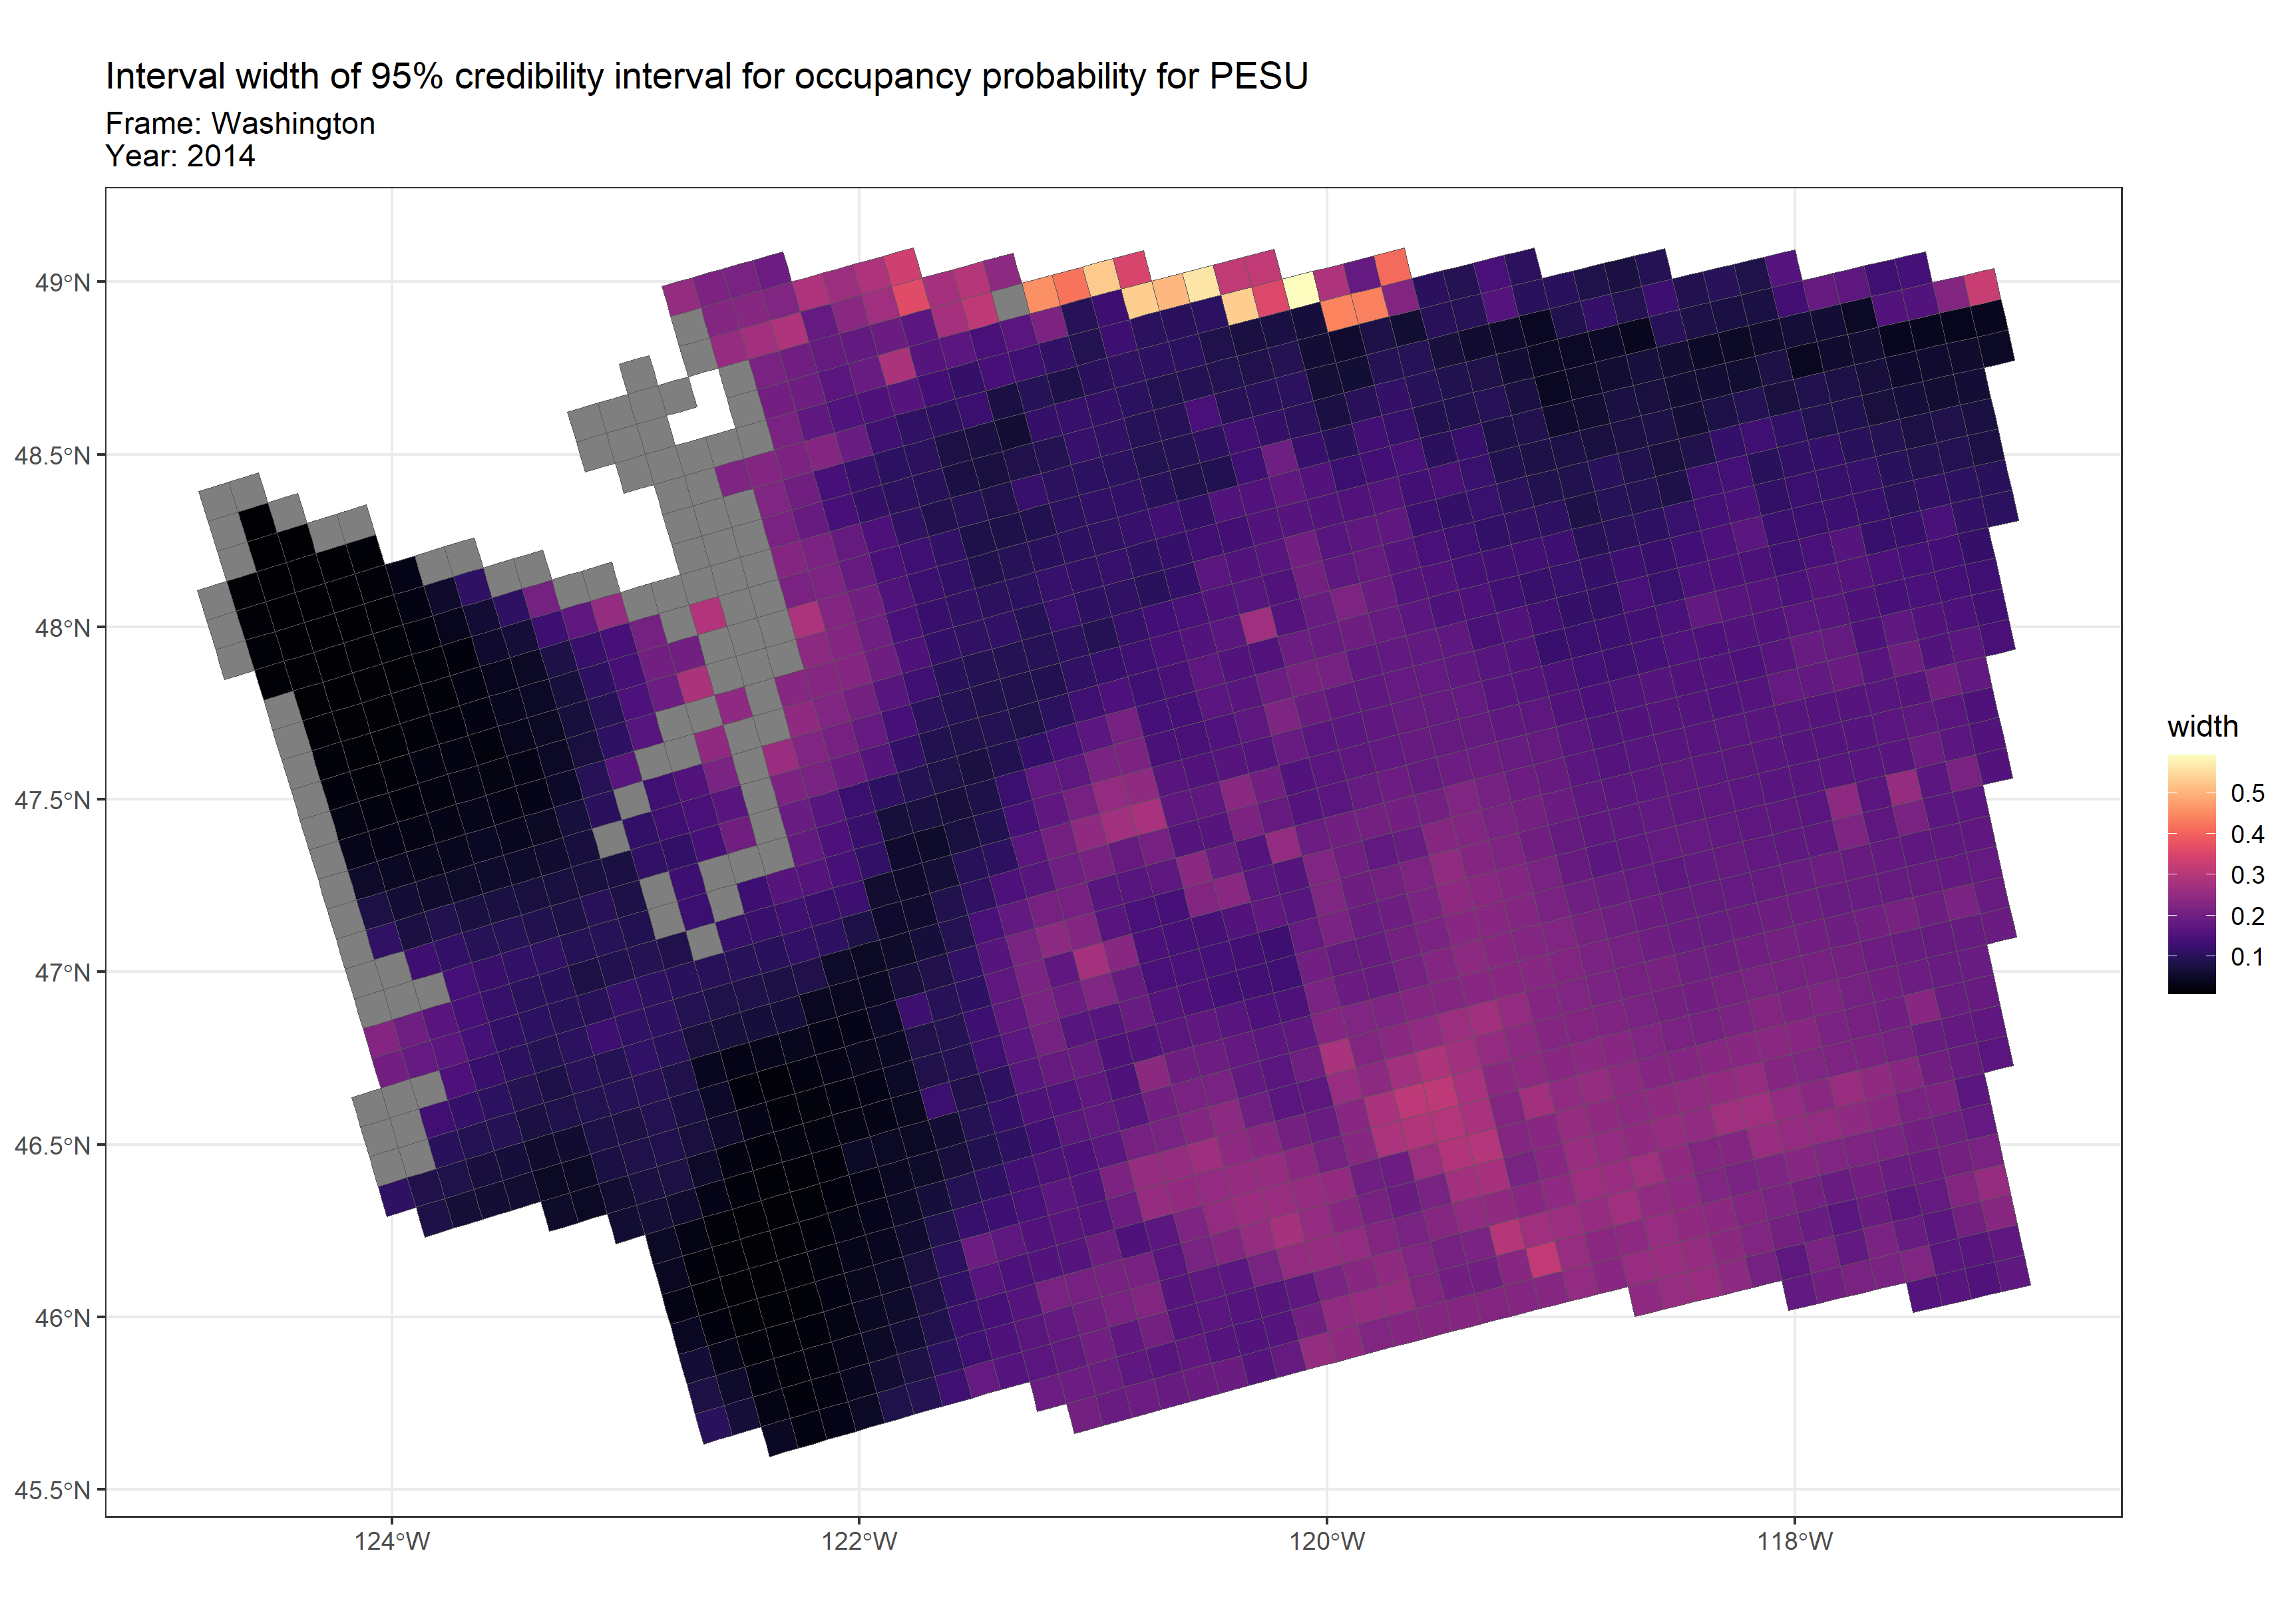 Interval width of 95% credibility interval for occupancy probability for PESU
Frame: Washington
Year: 2014
49°N
48.5°N
48°N
47.5°N
47°N
46.5°N
46°N
45.5°N
124°W
122°W
120°W
118°W
width
0.5
0.4
0.3
0.2
0.1